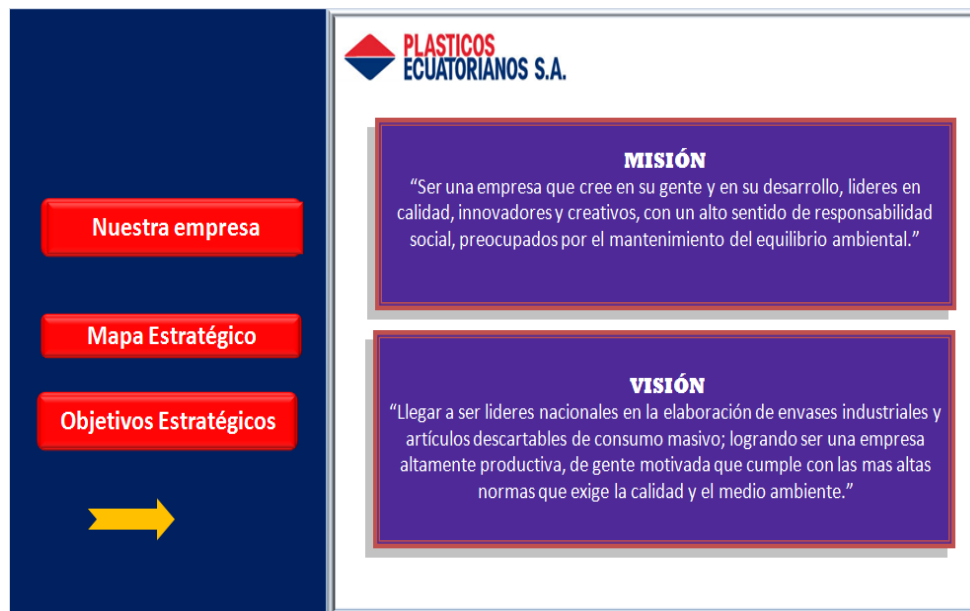 PLASTICOS
ECUATORIANOS S.A.
Nuestra empresa
Mapa Estratégico
Objetivos Estratégicos
MISIÓN
“Ser una empresa que cree en su gente y en su desarrollo, lideres en
calidad, innovadores y creativos, con un alto sentido de responsabilidad
social, preocupados por el mantenimiento del equilibrio ambiental.”
VISIÓN
“Llegar a ser lideres nacionales en la elaboración de envases industriales y
artículos descartables de consumo masivo; logrando ser una empresa
altamente productiva, de gente motivada que cumple con las mas altas
normas que exige la calidad y el medio ambiente.”